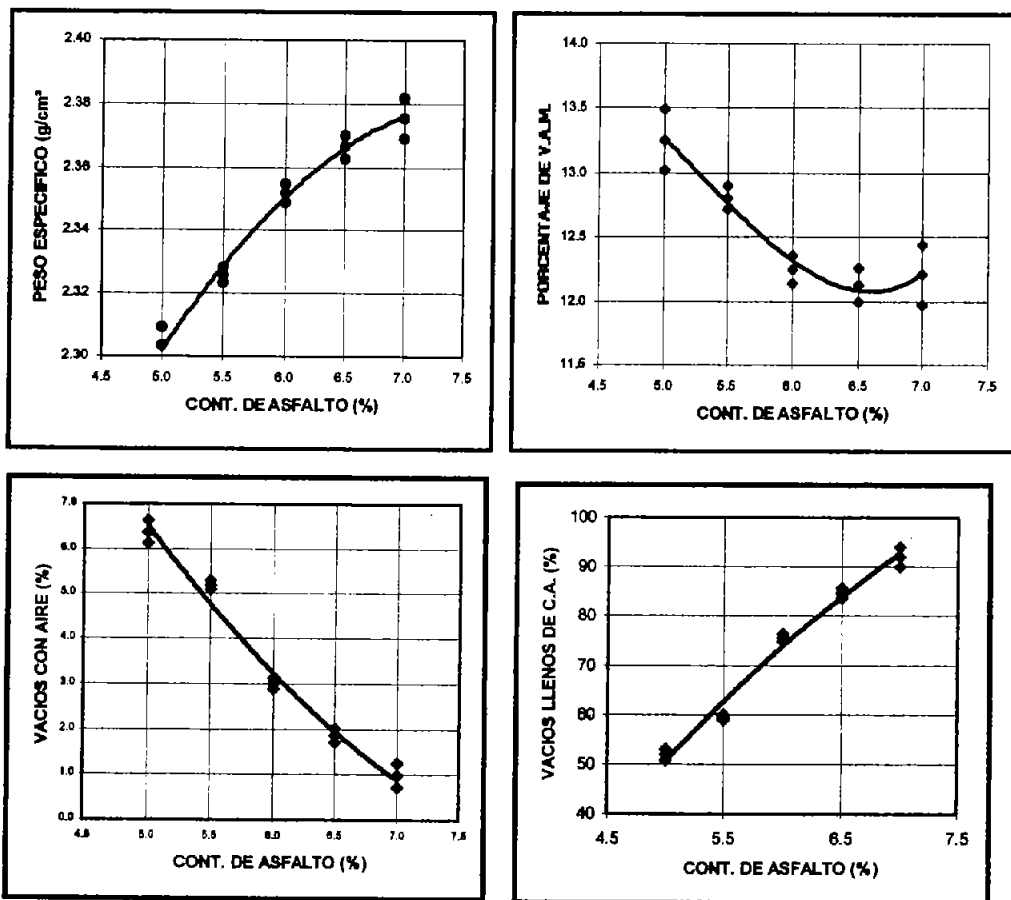 2.40
2.38
2.36
2.34
2.32
2.30
PESO ESPECIFICO (g/cm³
4.5 5.0 5.5 6.0 6.5 7.0 7.5
CONT. DE ASFALTO (%)
14.0
13.5
13.0
12.5
12.0
11.5
PORCENTAJE DE V.A.M.
4.5 5.0 5.5 6.0 6.5 7.0 7.5
CONT. DE ASFALTO (%)
7.0
6.0
5.0
4.0
3.0
2.0
1.0
0.0
VACIOS CON AIRE (%)
4.5 5.0 5.5 6.0 6.5 7.0 7.5
CONT. DE ASFALTO (%)
100
90
80
70
60
50
40
VACIOS LLENOS DE C.A. (%)
4.5 5.5 6.5 7.5
CONT. DE ASFALTO (%)